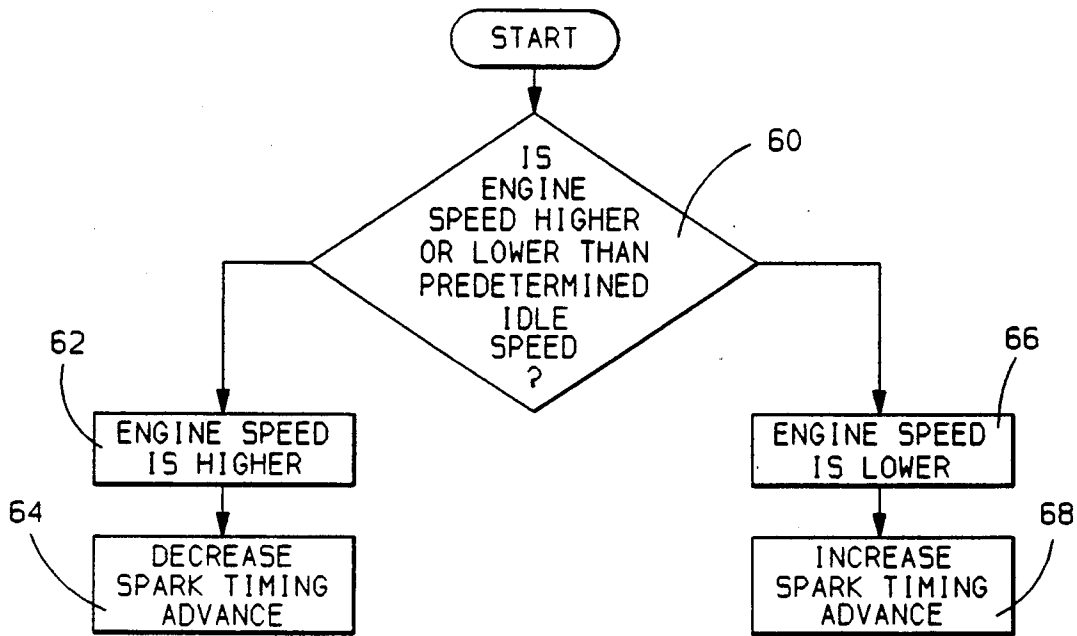 START
60
IS
ENGINE
SPEED HIGHER
OR LOWER THAN
PREDETERMINED
IDLE
SPEED
?
62
ENGINE SPEED
IS HIGHER
66
ENGINE SPEED
IS LOWER
64
DECREASE
SPARK TIMING
ADVANCE
68
INCREASE
SPARK TIMING
ADVANCE